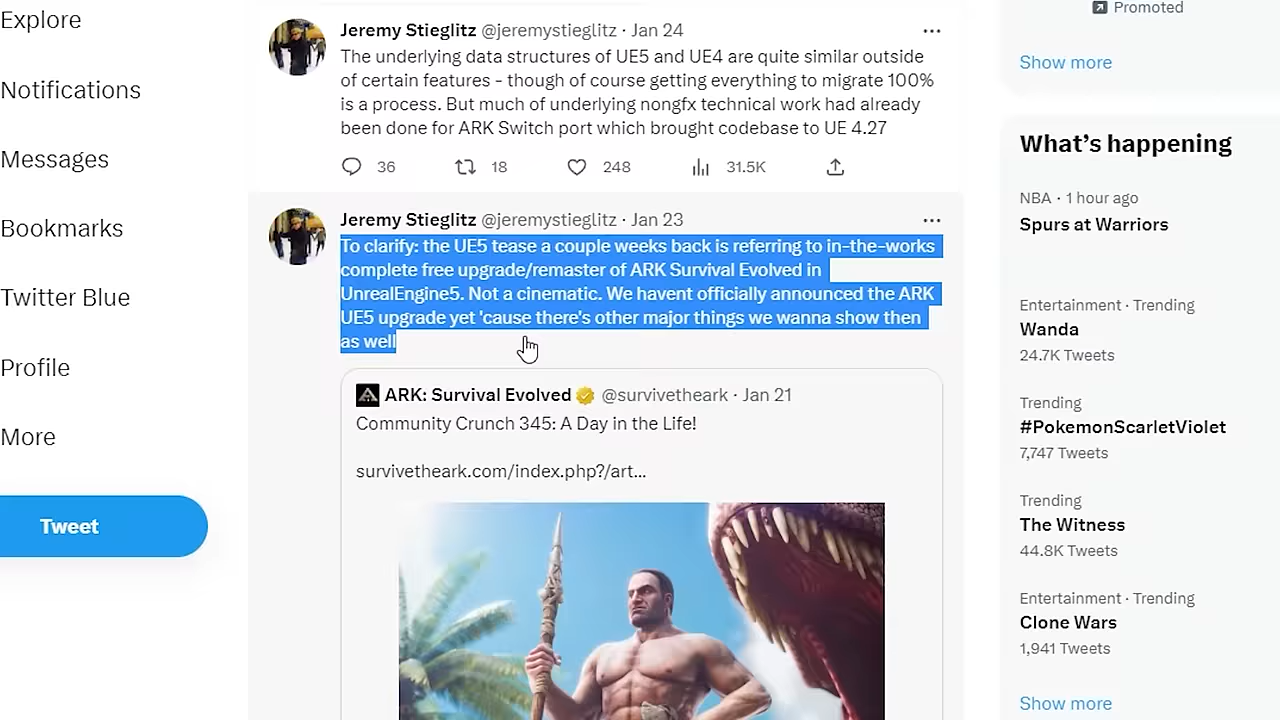 Explore
Notifications
Messages
Bookmarks
Twitter Blue
Profile
More
Tweet
Jeremy Stieglitz @jeremystieglitz · Jan 24
The underlying data structures of UE5 and UE4 are quite similar outside
of certain features - though of course getting everything to migrate 100%
is a process. But much of underlying nongfx technical work had already
been done for ARK Switch port which brought codebase to UE 4.27
36 18 248 31.5K
Jeremy Stieglitz @jeremystieglitz · Jan 23
To clarify: the UE5 tease a couple weeks back is referring to in-the-works
complete free upgrade/remaster of ARK Survival Evolved in
UnrealEngine5. Not a cinematic. We havent officially announced the ARK
UE5 upgrade yet 'cause there's other major things we wanna show then
as well
ARK: Survival Evolved @survivetheark · Jan 21
Community Crunch 345: A Day in the Life!
survivetheark.com/index.php?/art...
Promoted
Show more
What's happening
NBA · 1 hour ago
Spurs at Warriors
Entertainment · Trending
Wanda
24.7K Tweets
Trending
#PokemonScarletViolet
7,747 Tweets
Trending
The Witness
44.8K Tweets
Entertainment · Trending
Clone Wars
1,941 Tweets
Show more